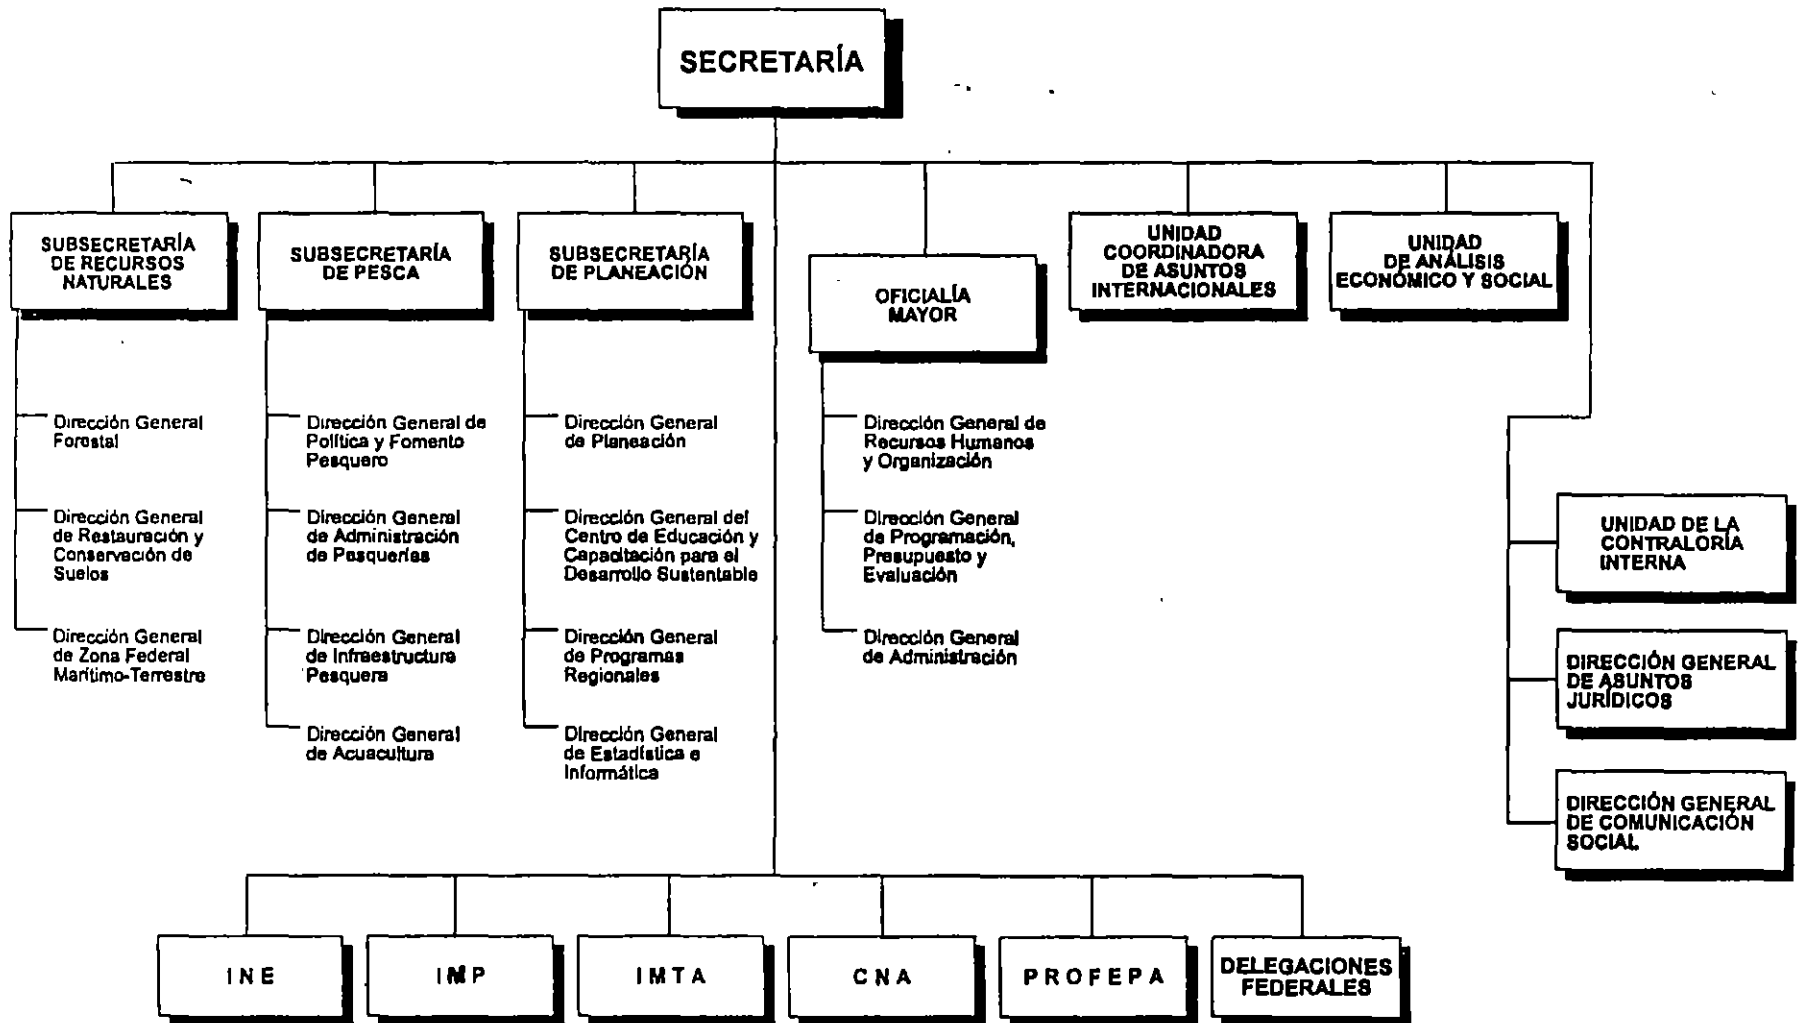 SECRETARÍA
SUBSECRETARÍA
DE RECURSOS
NATURALES
SUBSECRETARÍA
DE PESCA
SUBSECRETARÍA
DE PLANEACIÓN
OFICIALÍA
MAYOR
UNIDAD
COORDINADORA
DE ASUNTOS
INTERNACIONALES
UNIDAD
DE ANÁLISIS
ECONÓMICO Y SOCIAL
Dirección General
Forestal
Dirección General
de Restauración y
Conservación de
Suelos
Dirección General
de Zona Federal
Marítimo-Terrestre
Dirección General de
Política y Fomento
Pesquero
Dirección General
de Administración
de Pesquerías
Dirección General
de Infraestructura
Pesquera
Dirección General
de Acuacultura
Dirección General
de Planeación
Dirección General del
Centro de Educación y
Capacitación para el
Desarrollo Sustentable
Dirección General
de Programas
Regionales
Dirección General
de Estadística e
Informática
Dirección General de
Recursos Humanos
y Organización
Dirección General
de Programación,
Presupuesto y
Evaluación
Dirección General
de Administración
UNIDAD DE LA
CONTRALORÍA
INTERNA
DIRECCIÓN GENERAL
DE ASUNTOS
JURÍDICOS
DIRECCIÓN GENERAL
DE COMUNICACIÓN
SOCIAL
INE
IMP
IMTA
CNA
PROFEPA
DELEGACIONES
FEDERALES